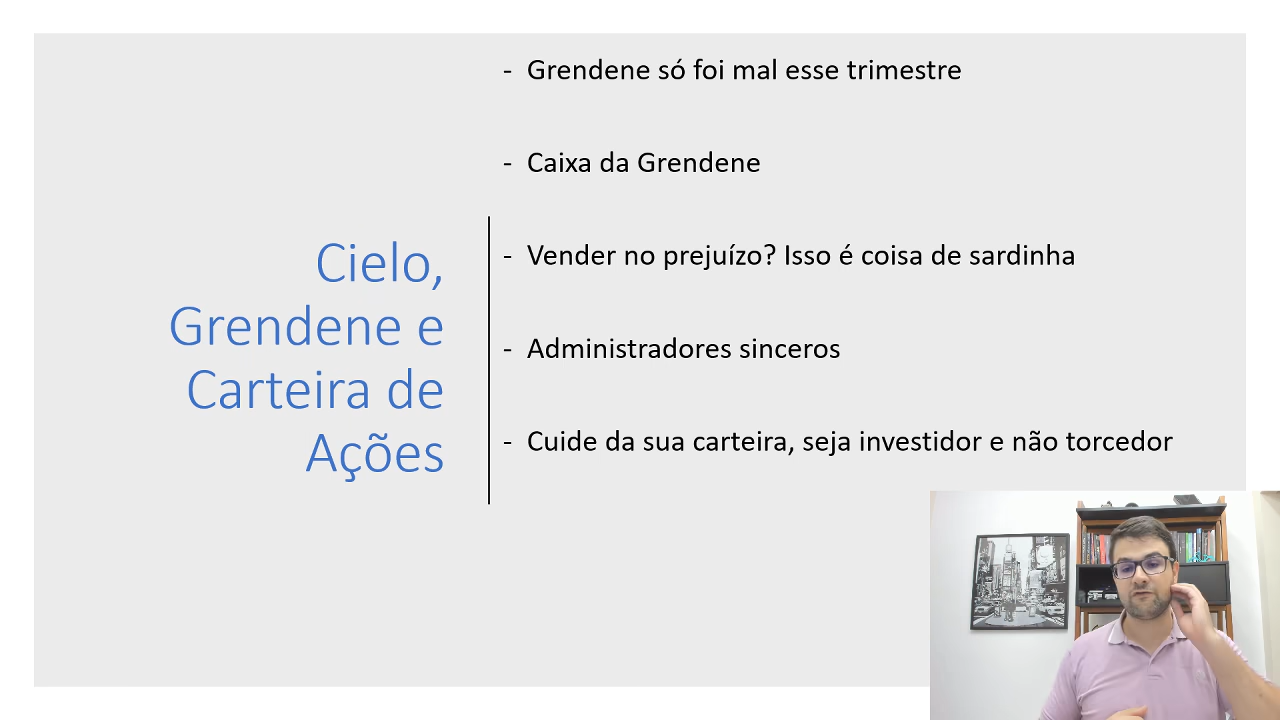 Cielo,
Grendene e
Carteira de
Ações
- Grendene só foi mal esse trimestre
- Caixa da Grendene
- Vender no prejuízo? Isso é coisa de sardinha
- Administradores sinceros
- Cuide da sua carteira, seja investidor e não torcedor